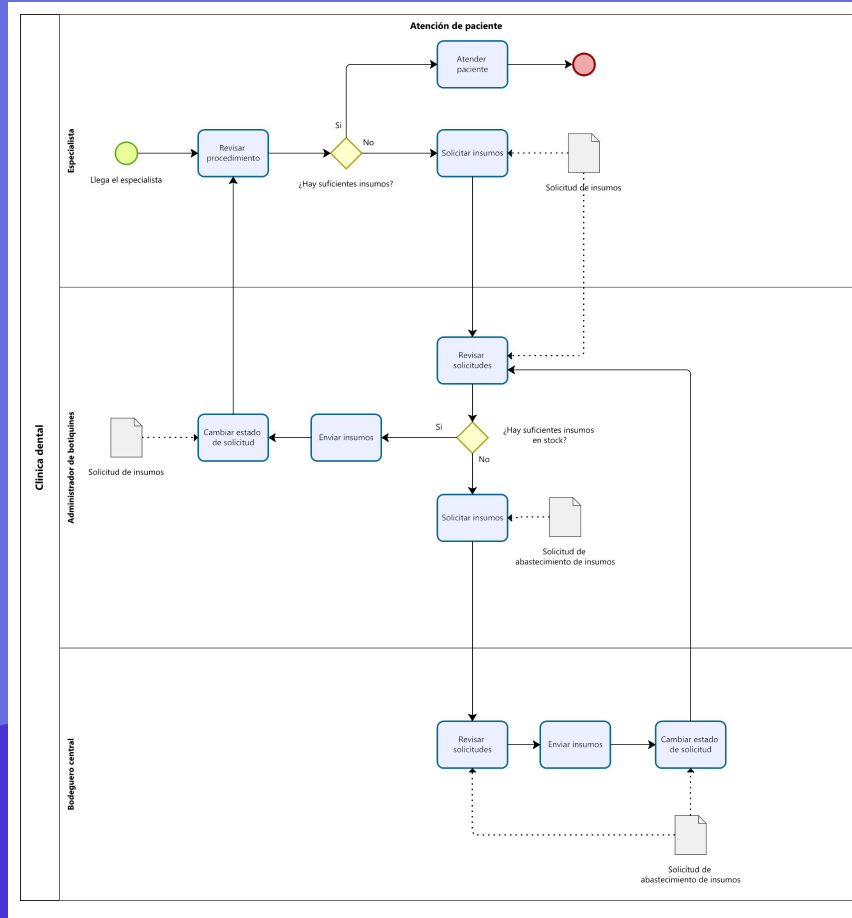 Atención de paciente
Clinica dental
Especialista
Atender
paciente
Si
No
Revisar
procedimiento
Solicitar insumos
Llega el especialista
¿Hay suficientes insumos?
Solicitud de insumos
Administrador de botiquines
Revisar
solicitudes
Si
¿Hay suficientes insumos
en stock?
No
Cambiar estado
de solicitud
Enviar insumos
Solicitud de insumos
Solicitar insumos
Solicitud de
abastecimiento de insumos
Bodeguero central
Revisar
solicitudes
Enviar insumos
Cambiar estado
de solicitud
Solicitud de
abastecimiento de insumos